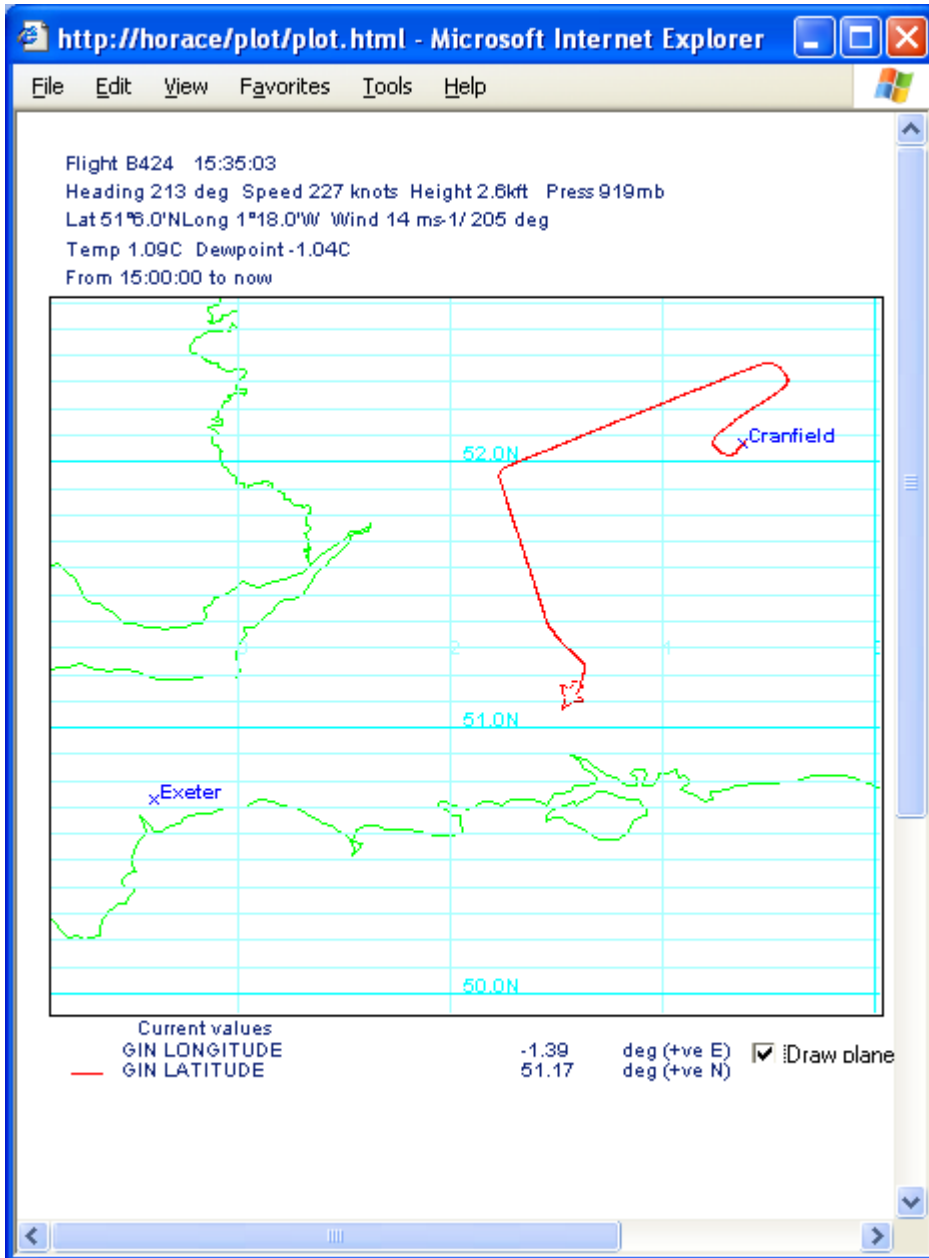 http://horace/plot/plot.html - Microsoft Internet Explorer
File Edit View Favorites Tools Help
Flight B424 15:35:03
Heading 213 deg Speed 227 knots Height 2.6kft Press 919mb
Lat 51°6.0'NLong 1°18.0'W Wind 14 ms-1/ 205 deg
Temp 1.09C Dewpoint -1.04C
From 15:00:00 to now
Cranfield
52.0N
3 2 1
51.0N
Exeter
50.0N
Current values
GIN LONGITUDE -1.39 deg (+ve E)
GIN LATITUDE 51.17 deg (+ve N)
Draw plane